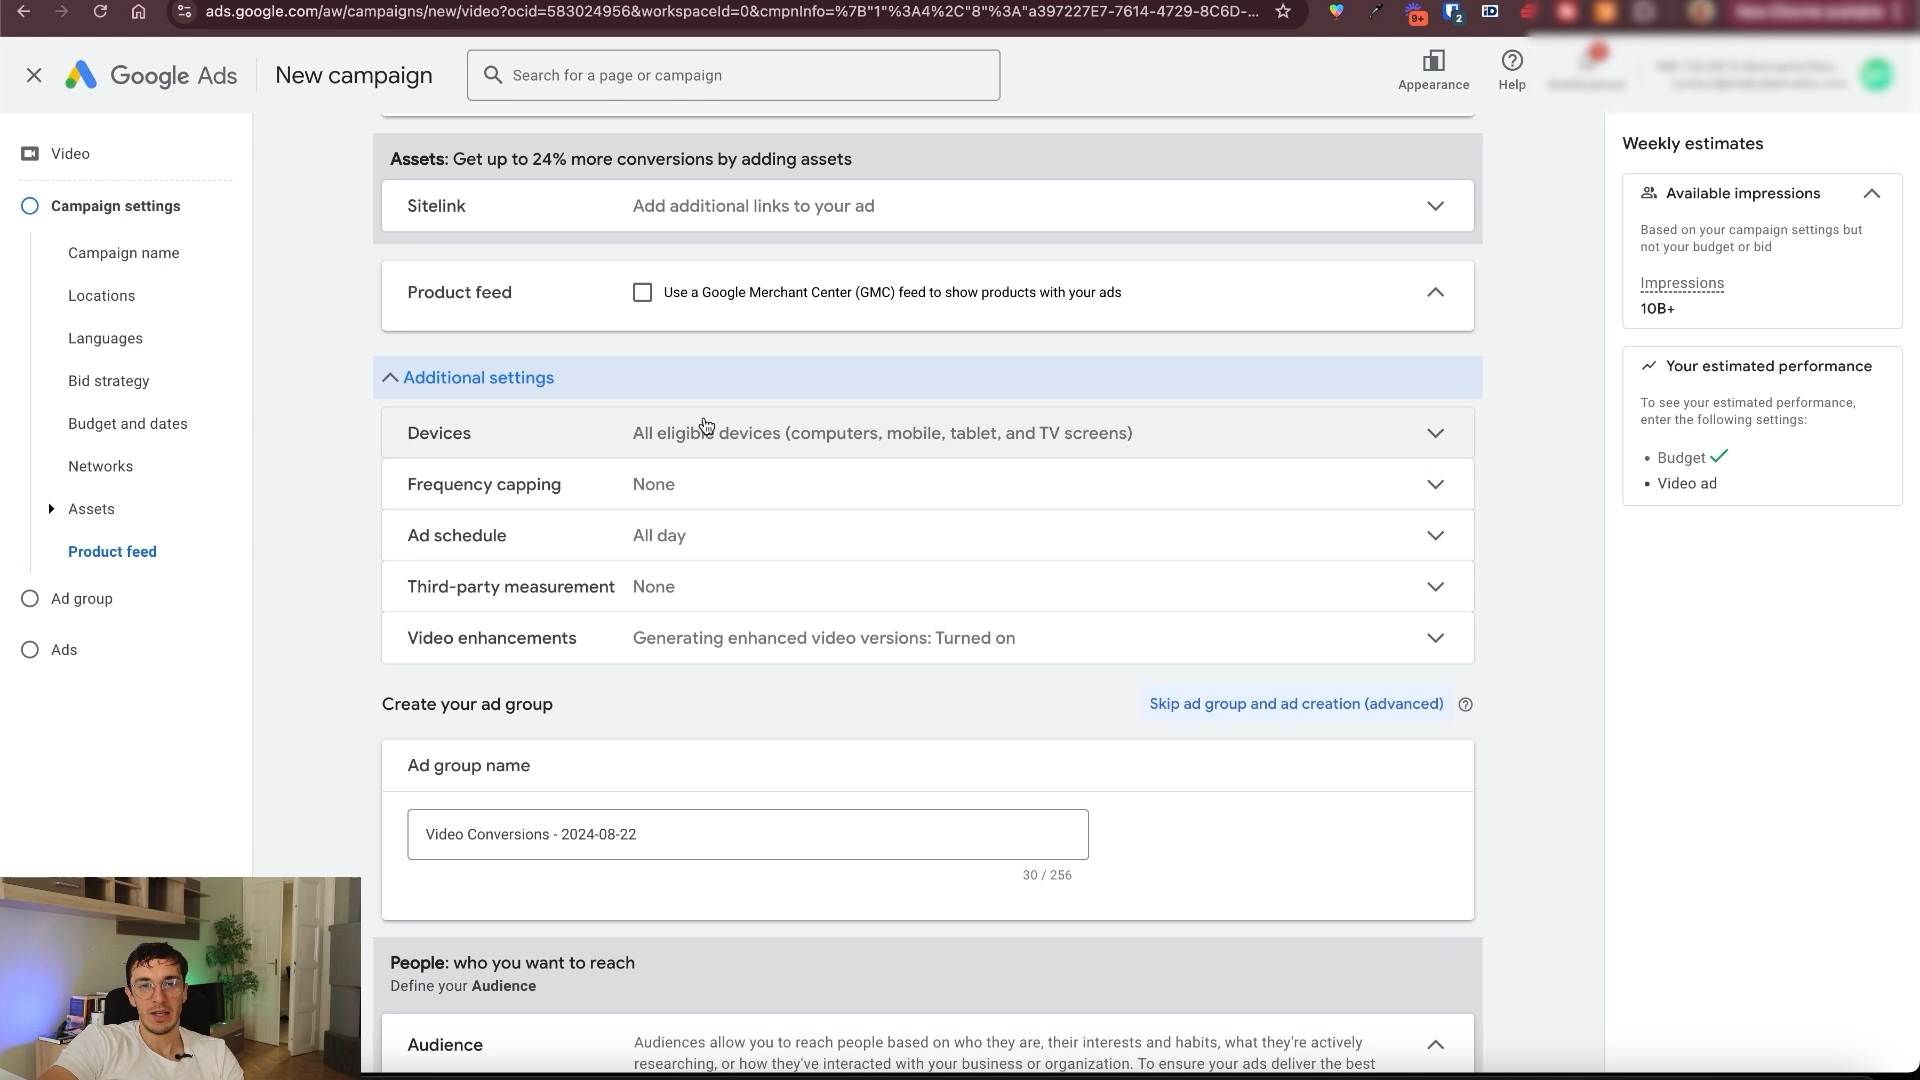 ads.google.com/aw/campaigns/new/video?ocid=583024956&workspaceId=0&cmpnInfo=%7B"1"%3A4%2C"8"%3A"a397227E7-7614-4729-8C6D-...
9+
2
Google Ads
New campaign
Search for a page or campaign
Appearance
Help
Video
Campaign settings
Campaign name
Locations
Languages
Bid strategy
Budget and dates
Networks
Assets
Product feed
Ad group
Ads
Assets: Get up to 24% more conversions by adding assets
Sitelink Add additional links to your ad
Product feed Use a Google Merchant Center (GMC) feed to show products with your ads
Additional settings
Devices All eligible devices (computers, mobile, tablet, and TV screens)
Frequency capping None
Ad schedule All day
Third-party measurement None
Video enhancements Generating enhanced video versions: Turned on
Create your ad group
Skip ad group and ad creation (advanced)
Ad group name
Video Conversions - 2024-08-22
30 / 256
People: who you want to reach
Define your Audience
Audience Audiences allow you to reach people based on who they are, their interests and habits, what they're actively
researching, or how they've interacted with your business or organization. To ensure your ads deliver the best
Weekly estimates
Available impressions
Based on your campaign settings but
not your budget or bid
Impressions
10B+
Your estimated performance
To see your estimated performance,
enter the following settings:
• Budget
• Video ad